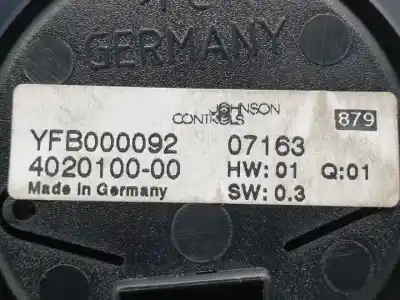 GERMANY
JOHNSON
CONTROLS
879
YFB000092 07163
4020100-00 HW: 01 Q:01
Made in Germany SW: 0.3